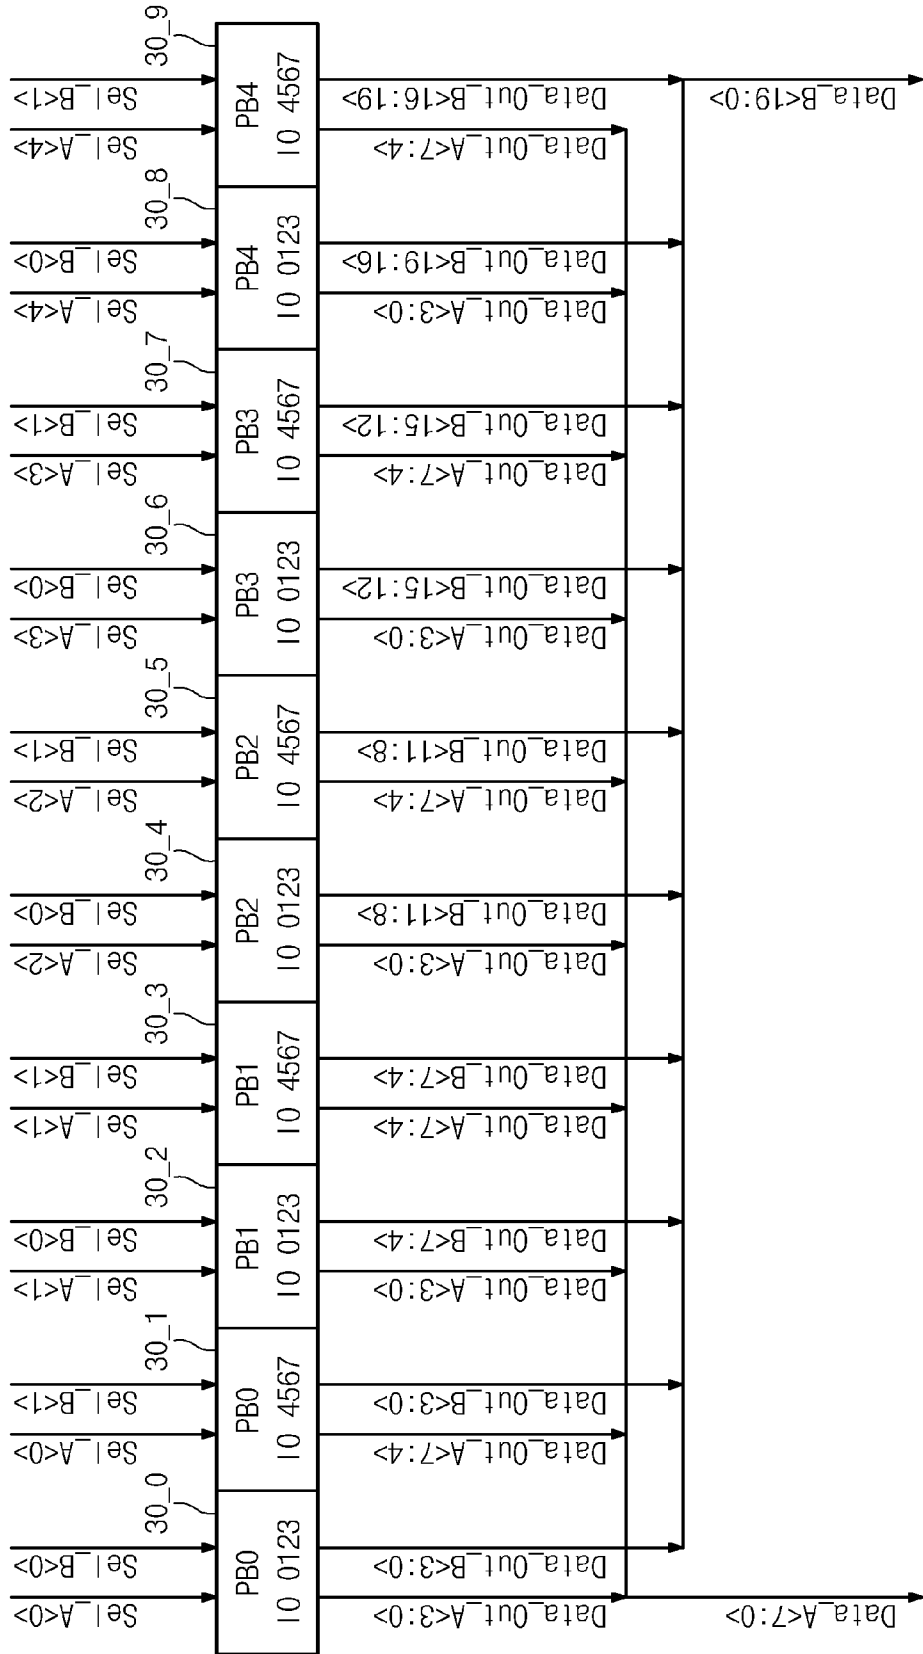 Sel_A<0>
Sel_B<0>
Sel_A<0>
Sel_B<1>
Sel_A<1>
Sel_B<0>
Sel_A<1>
Sel_B<1>
Sel_A<2>
Sel_B<0>
Sel_A<2>
Sel_B<1>
Sel_A<3>
Sel_B<0>
Sel_A<3>
Sel_B<1>
Sel_A<4>
Sel_B<0>
Sel_A<4>
Sel_B<1>
30_0
30_1
30_2
30_3
30_4
30_5
30_6
30_7
30_8
30_9
PB0
IO 0123
PB0
IO 4567
PB1
IO 0123
PB1
IO 4567
PB2
IO 0123
PB2
IO 4567
PB3
IO 0123
PB3
IO 4567
PB4
IO 0123
PB4
IO 4567
Data_Out_A<3:0>
Data_Out_B<3:0>
Data_Out_A<7:4>
Data_Out_B<3:0>
Data_Out_A<3:0>
Data_Out_B<7:4>
Data_Out_A<7:4>
Data_Out_B<7:4>
Data_Out_A<3:0>
Data_Out_B<11:8>
Data_Out_A<7:4>
Data_Out_B<11:8>
Data_Out_A<3:0>
Data_Out_B<15:12>
Data_Out_A<7:4>
Data_Out_B<15:12>
Data_Out_A<3:0>
Data_Out_B<19:16>
Data_Out_A<7:4>
Data_Out_B<16:19>
Data_A<7:0>
Data_B<19:0>